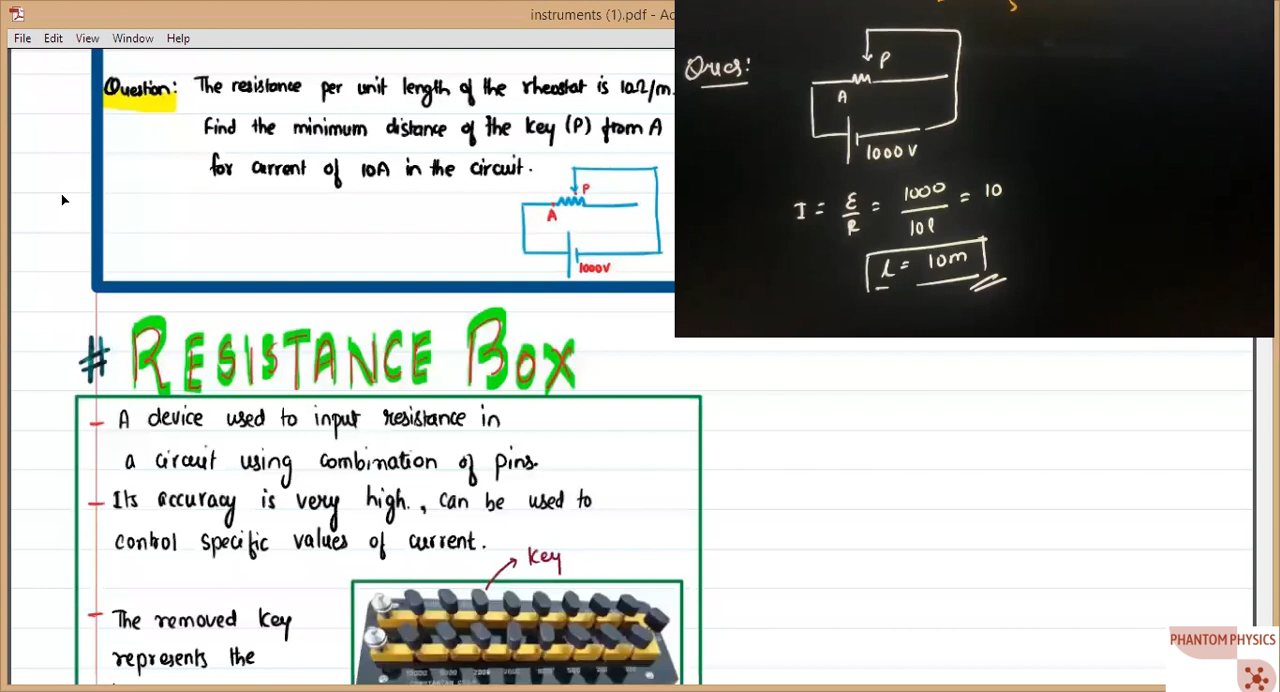 instruments (1).pdf - Ac
File Edit View Window Help
Question: The resistance per unit length of the rheostat is 10Ω/m.
Find the minimum distance of the key (P) from A
for current of 10A in the circuit.
P
A
1000V
Ques:
P
A
1000V
I = ε/R = 1000/10l = 10
l = 10m
# RESISTANCE BOX
- A device used to input resistance in
a circuit using combination of pins.
- Its accuracy is very high., can be used to
control specific values of current.
Key
- The removed key
represents the
PHANTOM PHYSICS